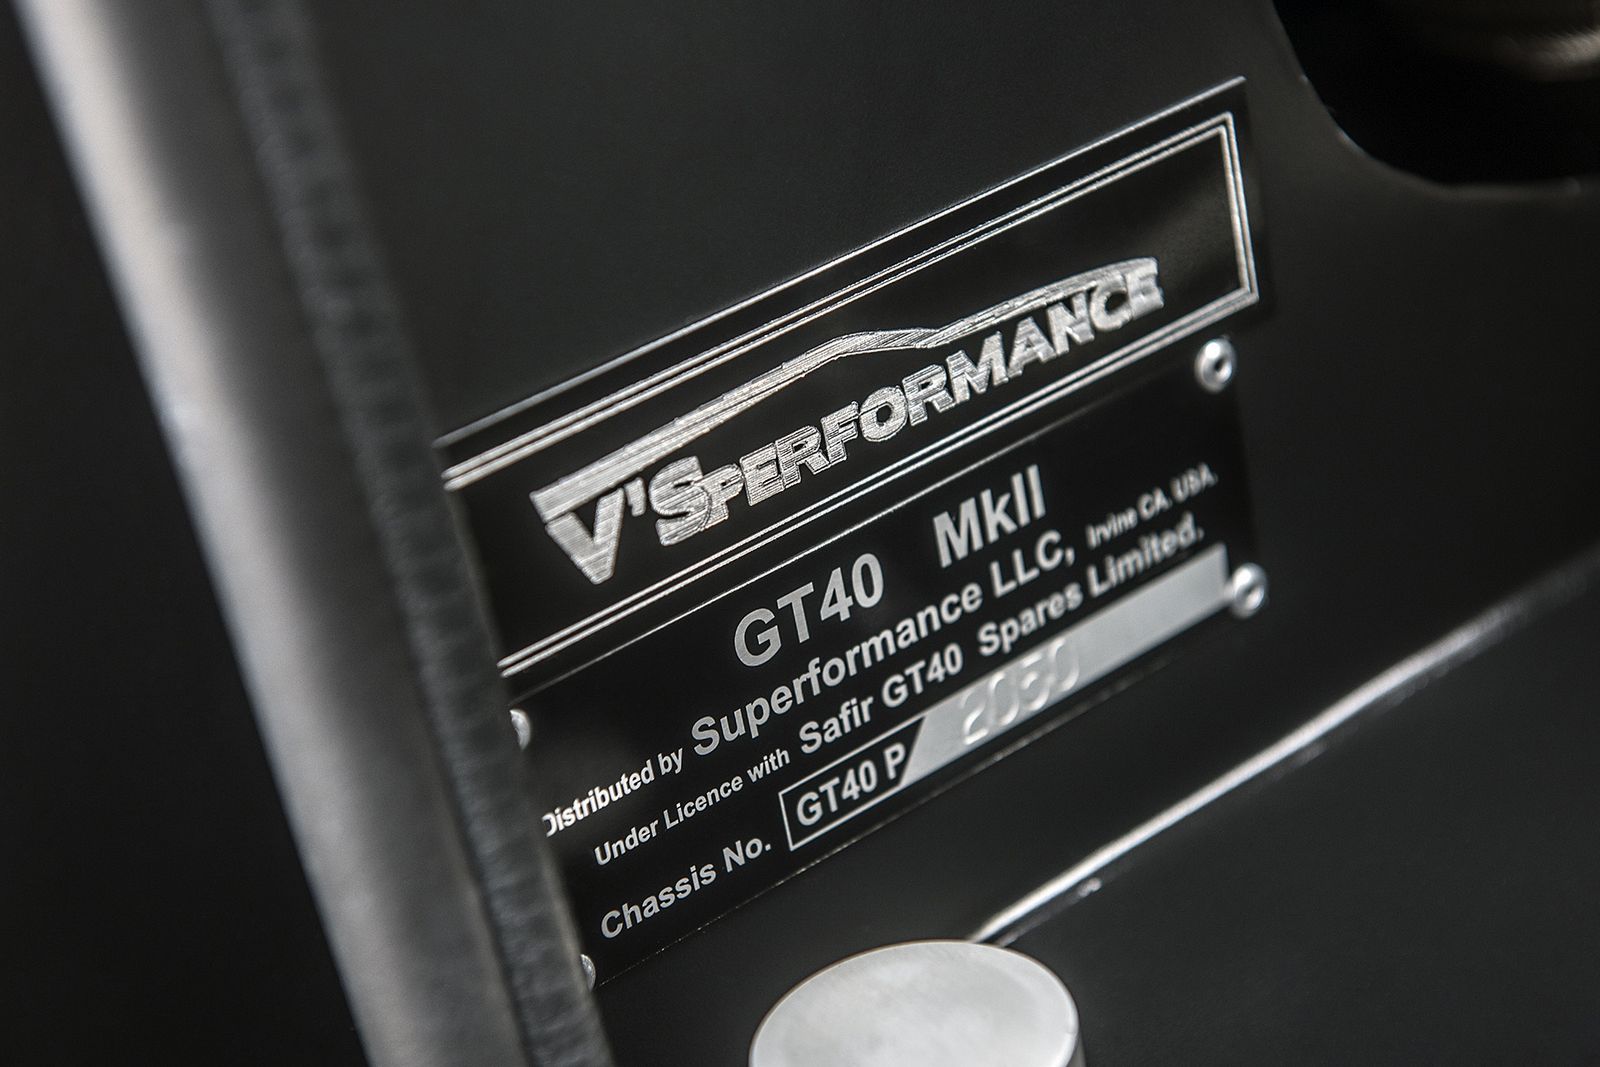 V'SPERFORMANCE
GT40 MkII
Distributed by Superformance LLC, Irvine CA. USA.
Under Licence with Safir GT40 Spares Limited.
Chassis No. GT40 P